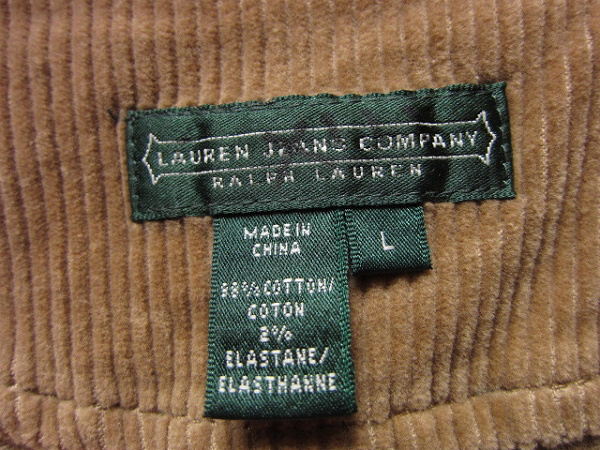 LAUREN JEANS COMPANY
RALPH LAUREN
MADE IN
CHINA
L
98% COTTON/
COTON
2%
ELASTANE/
ELASTHANNE